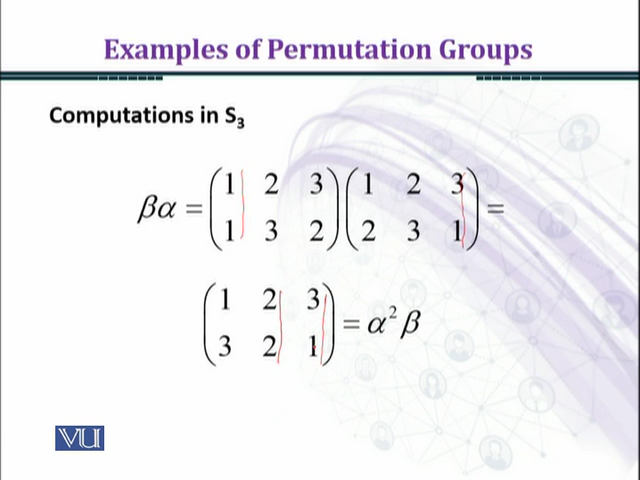 Examples of Permutation Groups
Computations in S₃
βα = (1 2 3) (1 2 3) =
(1 3 2) (2 3 1)
(1 2 3) = α²β
(3 2 1)
VU